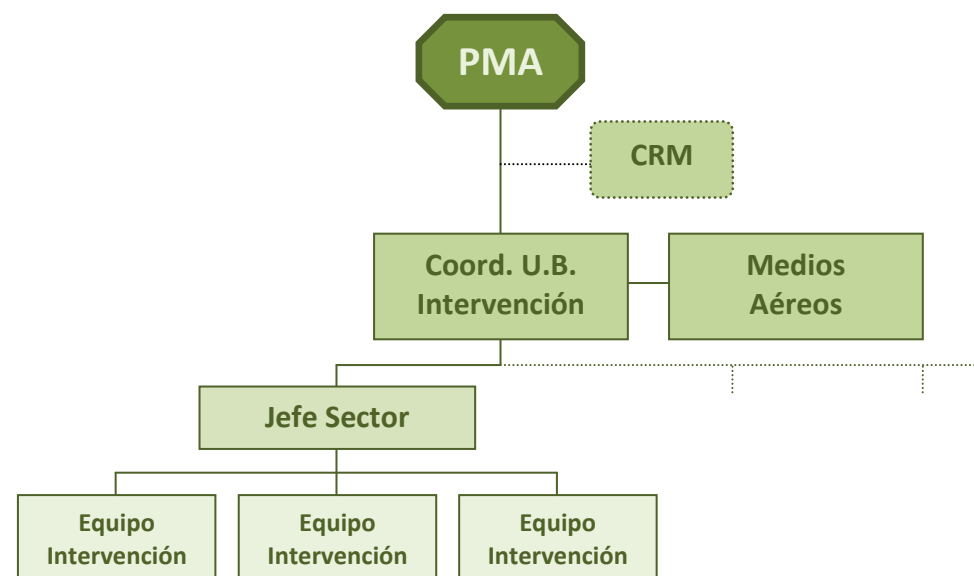 PMA
CRM
Coord. U.B.
Intervención
Medios
Aéreos
Jefe Sector
Equipo
Intervención
Equipo
Intervención
Equipo
Intervención